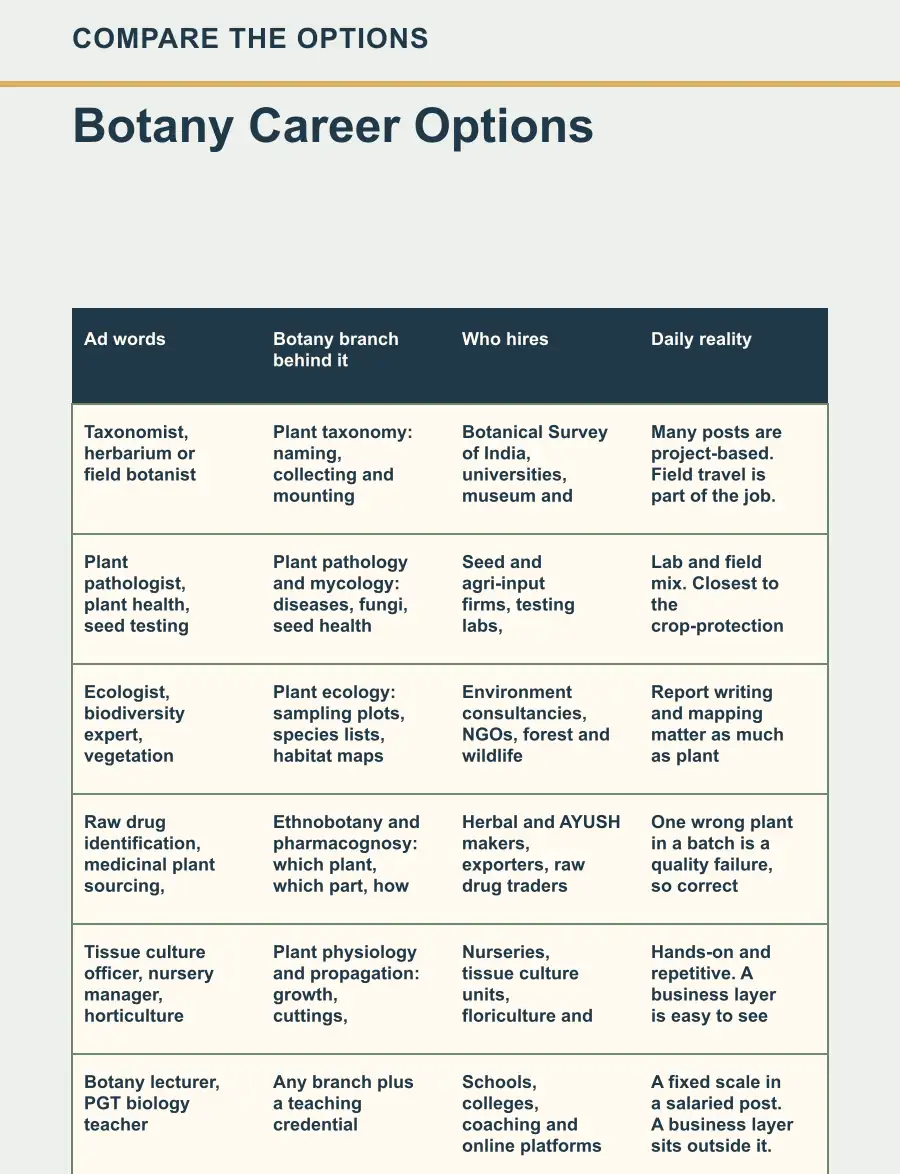 COMPARE THE OPTIONS
Botany Career Options
Ad words
Botany branch
behind it
Who hires
Daily reality
Taxonomist,
herbarium or
field botanist
Plant taxonomy:
naming,
collecting and
mounting
Botanical Survey
of India,
universities,
museum and
Many posts are
project-based.
Field travel is
part of the job.
Plant
pathologist,
plant health,
seed testing
Plant pathology
and mycology:
diseases, fungi,
seed health
Seed and
agri-input
firms, testing
labs,
Lab and field
mix. Closest to
the
crop-protection
Ecologist,
biodiversity
expert,
vegetation
Plant ecology:
sampling plots,
species lists,
habitat maps
Environment
consultancies,
NGOs, forest and
wildlife
Report writing
and mapping
matter as much
as plant
Raw drug
identification,
medicinal plant
sourcing,
Ethnobotany and
pharmacognosy:
which plant,
which part, how
Herbal and AYUSH
makers,
exporters, raw
drug traders
One wrong plant
in a batch is a
quality failure,
so correct
Tissue culture
officer, nursery
manager,
horticulture
Plant physiology
and propagation:
growth,
cuttings,
Nurseries,
tissue culture
units,
floriculture and
Hands-on and
repetitive. A
business layer
is easy to see
Botany lecturer,
PGT biology
teacher
Any branch plus
a teaching
credential
Schools,
colleges,
coaching and
online platforms
A fixed scale in
a salaried post.
A business layer
sits outside it.